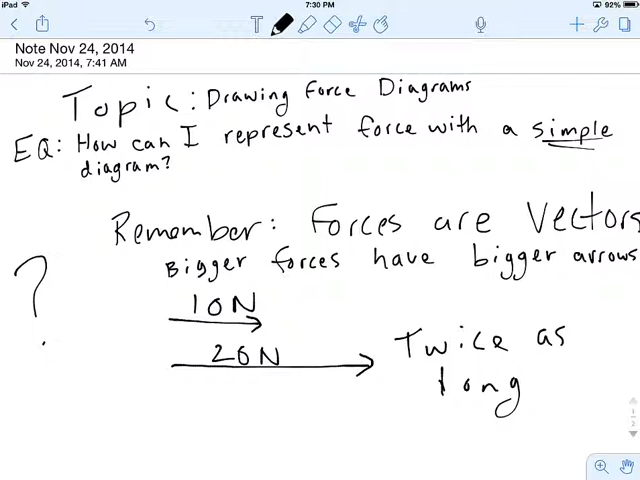 iPad
7:30 PM
92%
T
Note Nov 24, 2014
Nov 24, 2014, 7:41 AM
Topic: Drawing Force Diagrams
EQ: How can I represent force with a simple
diagram?
Remember: Forces are Vectors
Bigger forces have bigger arrows
?
10N
20N
Twice as
long
1
2